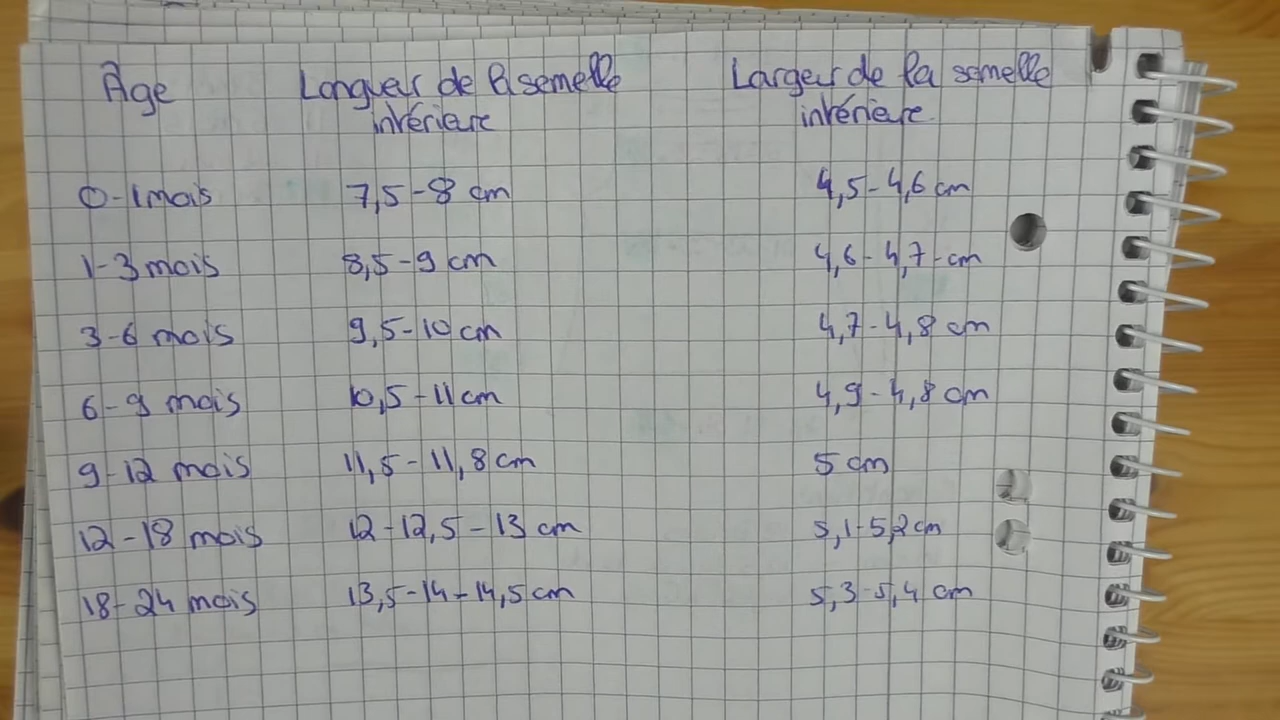 Âge Longueur de la semelle Largeur de la semelle
intérieure intérieure
0-1 mois 7,5-8 cm 4,5-4,6 cm
1-3 mois 8,5-9 cm 4,6-4,7-cm
3-6 mois 9,5-10 cm 4,7-4,8 cm
6-9 mois 10,5-11 cm 4,9-4,8 cm
9-12 mois 11,5-11,8 cm 5 cm
12-18 mois 12-12,5-13 cm 5,1-5,2 cm
18-24 mois 13,5-14-14,5 cm 5,3-5,4 cm